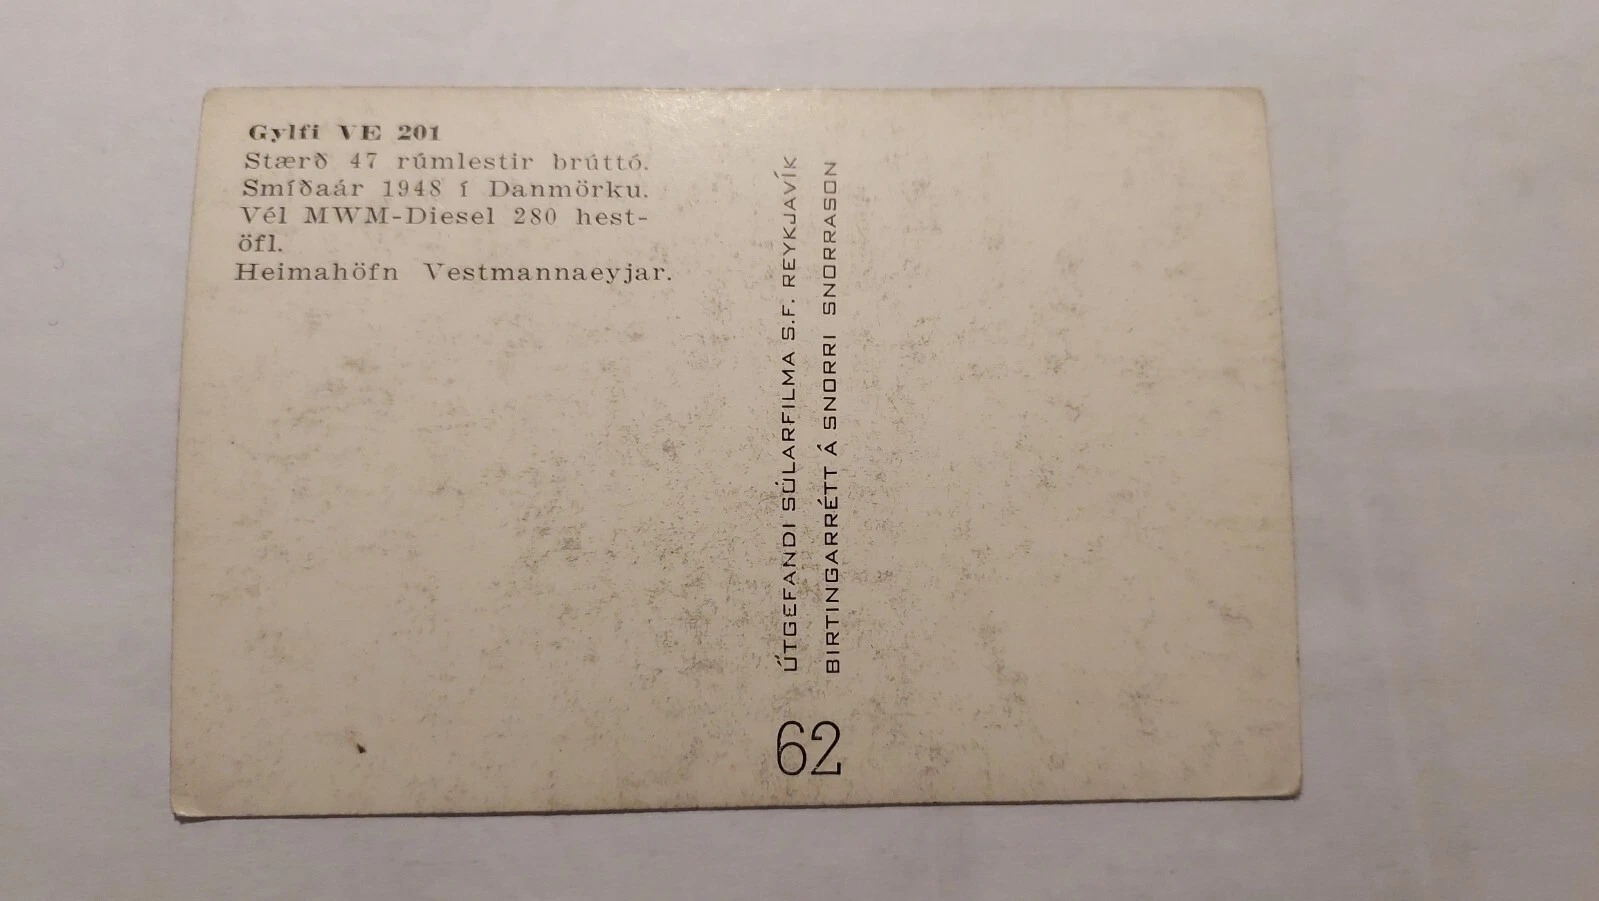 Gylfi VE 201
Stærð 47 rúmlestir brúttó.
Smíðaár 1948 í Danmörku.
Vél MWM-Diesel 280 hest-
öfl.
Heimahöfn Vestmannaeyjar.
ÚTGEFANDI SÓLARFILMA S.F. REYKJAVÍK
BIRTINGARRÉTT Á SNORRI SNORRASON
62